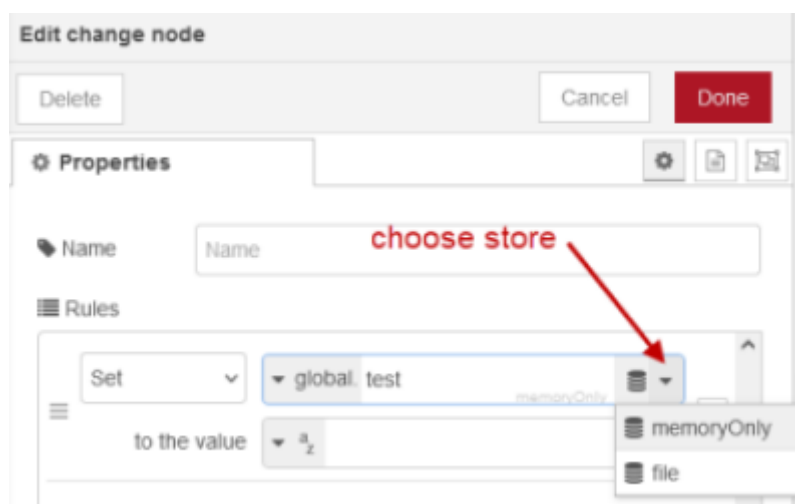 Edit change node
Delete Cancel Done
Properties
choose store
Name Name
Rules
Set global. test
memoryOnly
memoryOnly
to the value a z
file